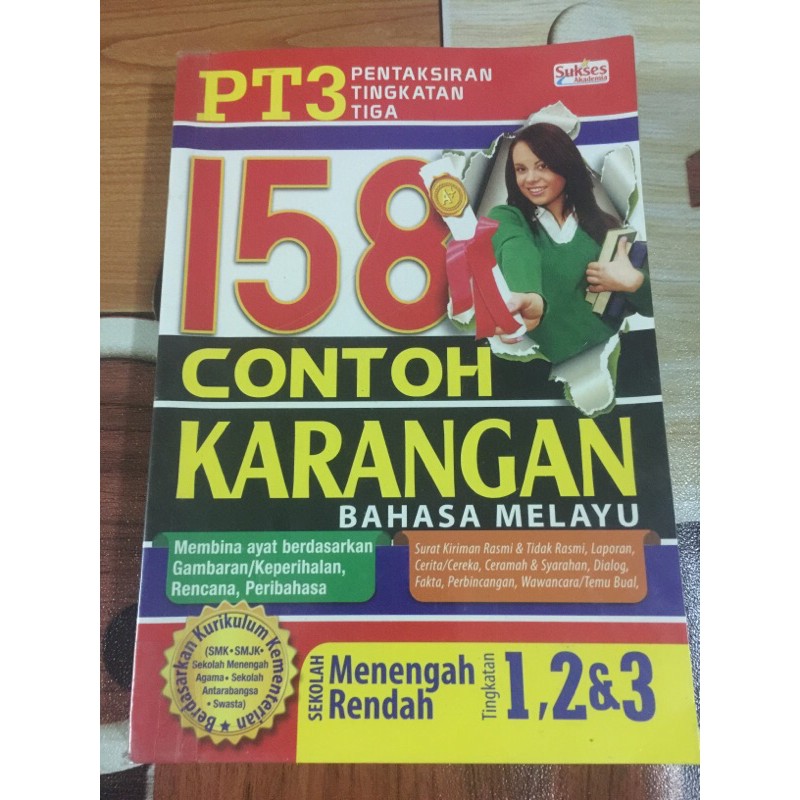 PT3 PENTAKSIRAN
TINGKATAN
TIGA
Sukses
Akademia
158
A+
CONTOH
KARANGAN
BAHASA MELAYU
Membina ayat berdasarkan
Gambaran/Keperihalan,
Rencana, Peribahasa
Surat Kiriman Rasmi & Tidak Rasmi, Laporan,
Cerita/Cereka, Ceramah & Syarahan, Dialog,
Fakta, Perbincangan, Wawancara/Temu Bual,
Berdasarkan Kurikulum Kementerian
(SMK • SMJK •
Sekolah Menengah
Agama • Sekolah
Antarabangsa
• Swasta)
SEKOLAH
Menengah
Rendah
Tingkatan
1,2&3